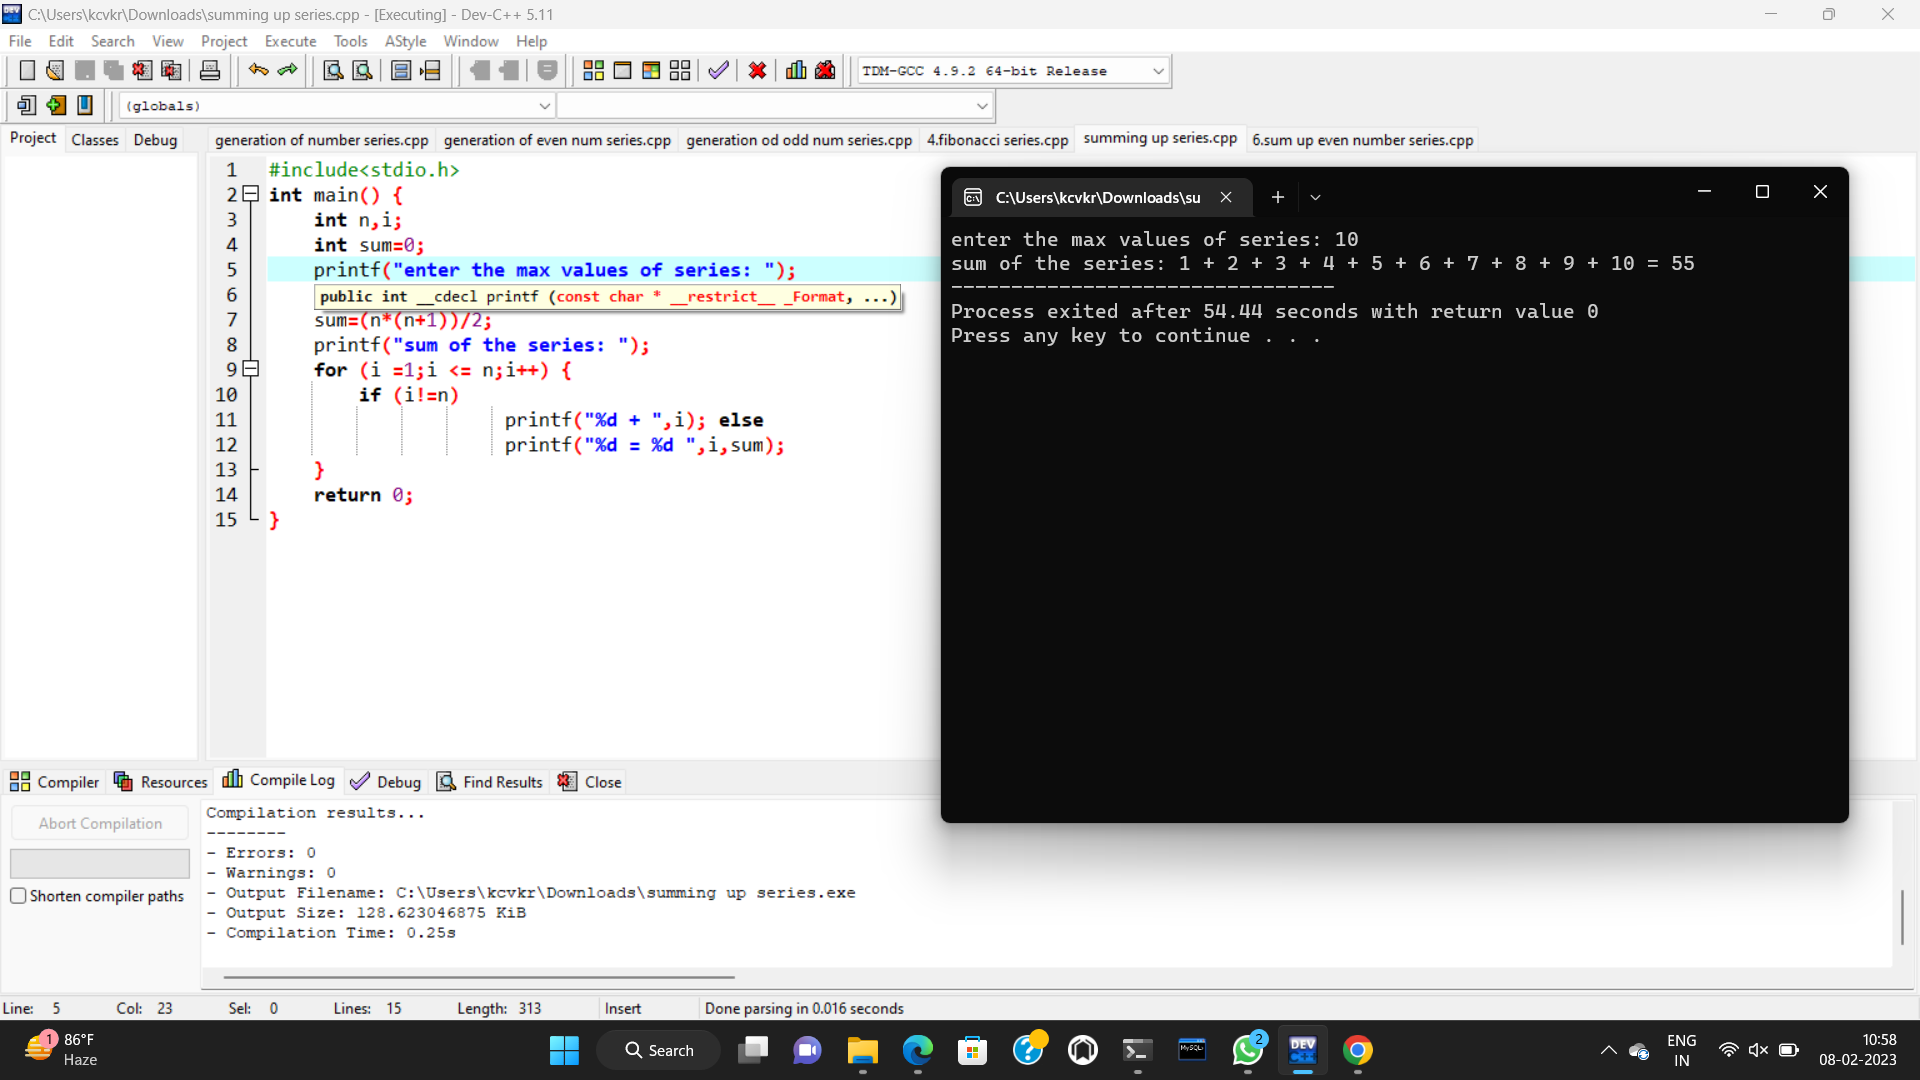 C:\Users\kcvkr\Downloads\summing up series.cpp - [Executing] - Dev-C++ 5.11
File Edit Search View Project Execute Tools AStyle Window Help
TDM-GCC 4.9.2 64-bit Release
(globals)
Project Classes Debug
generation of number series.cpp generation of even num series.cpp generation od odd num series.cpp 4.fibonacci series.cpp summing up series.cpp 6.sum up even number series.cpp
1 #include<stdio.h>
2 int main() {
3 int n,i;
4 int sum=0;
5 printf("enter the max values of series: ");
6 public int __cdecl printf (const char * __restrict__ _Format, ...)
7 sum=(n*(n+1))/2;
8 printf("sum of the series: ");
9 for (i =1;i <= n;i++) {
10 if (i!=n)
11 printf("%d + ",i); else
12 printf("%d = %d ",i,sum);
13 }
14 return 0;
15 }
C:\Users\kcvkr\Downloads\su
enter the max values of series: 10
sum of the series: 1 + 2 + 3 + 4 + 5 + 6 + 7 + 8 + 9 + 10 = 55
--------------------------------
Process exited after 54.44 seconds with return value 0
Press any key to continue . . .
Compiler Resources Compile Log Debug Find Results Close
Abort Compilation
Shorten compiler paths
Compilation results...
--------
- Errors: 0
- Warnings: 0
- Output Filename: C:\Users\kcvkr\Downloads\summing up series.exe
- Output Size: 128.623046875 KiB
- Compilation Time: 0.25s
Line: 5 Col: 23 Sel: 0 Lines: 15 Length: 313 Insert Done parsing in 0.016 seconds
1
86°F
Haze
Search
MySQL
2
DEV
C++
ENG
IN
10:58
08-02-2023